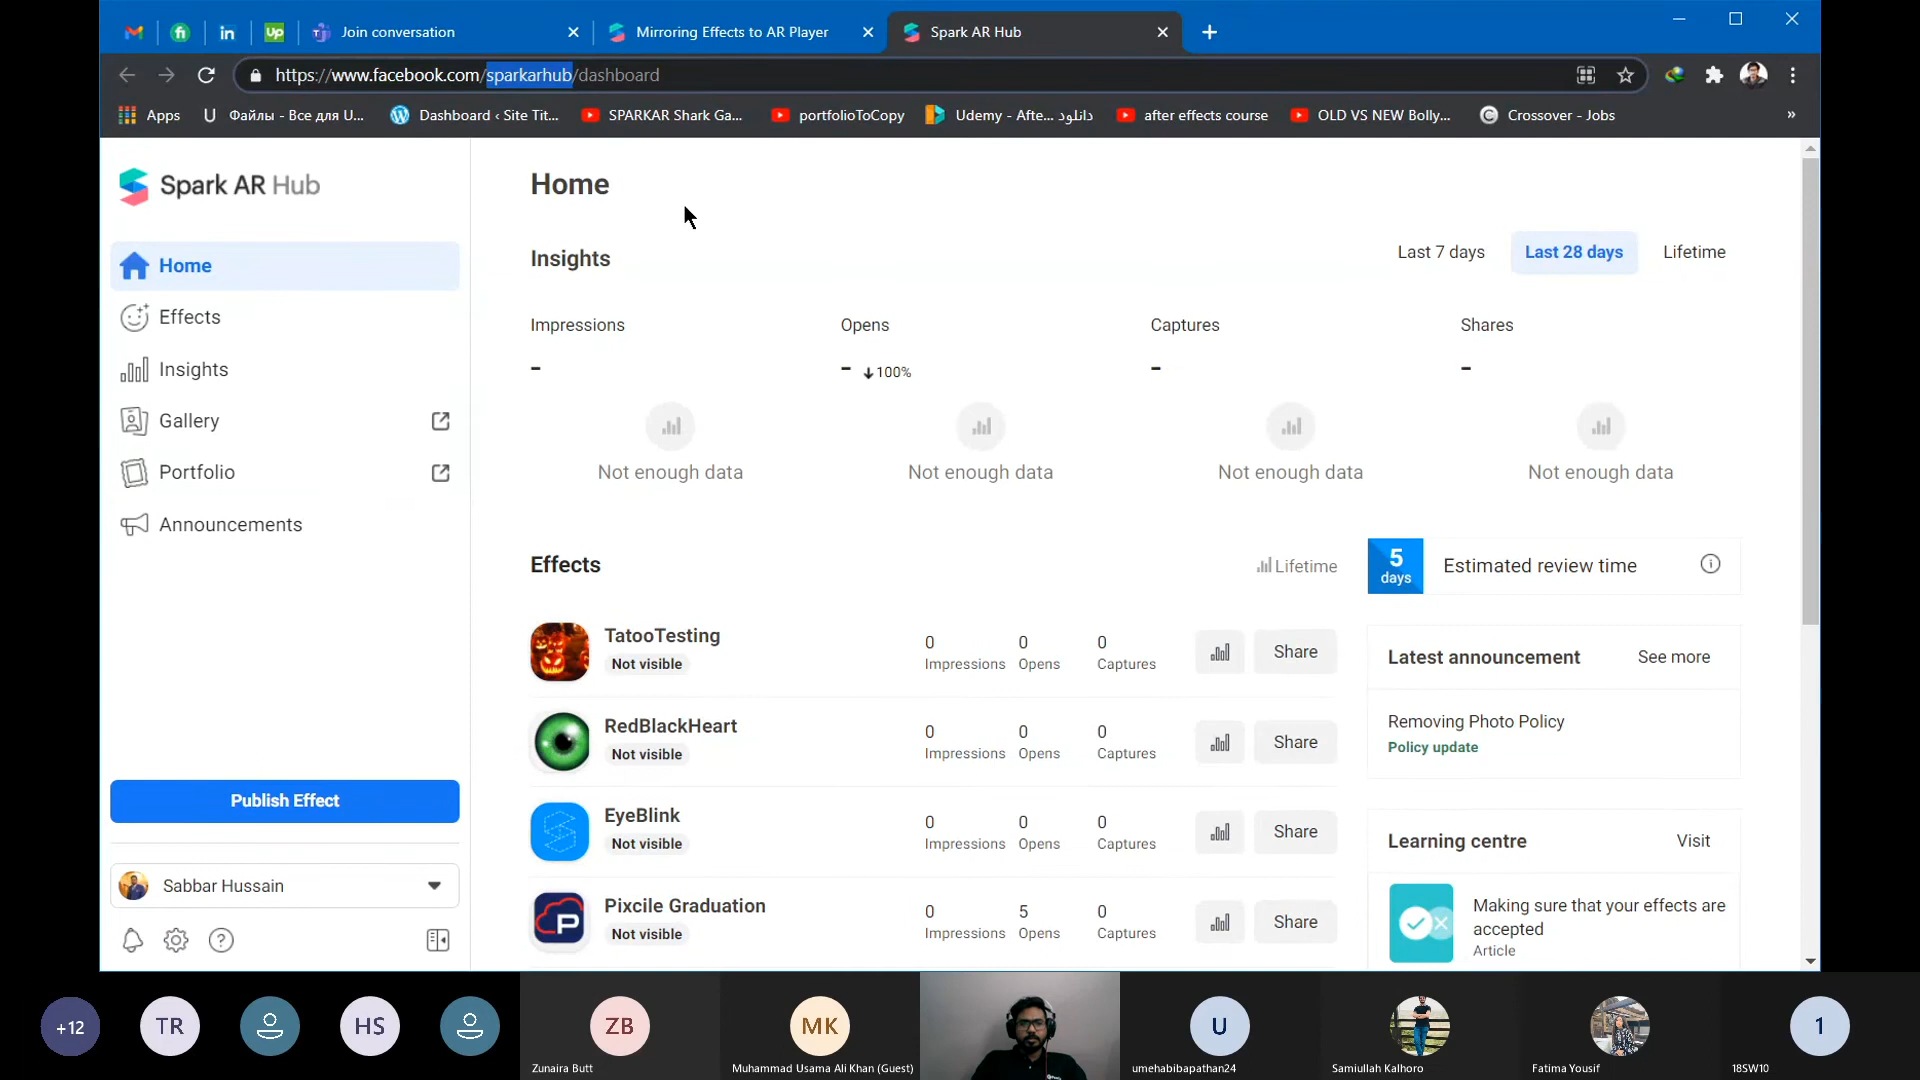 Join conversation
Mirroring Effects to AR Player
Spark AR Hub
https://www.facebook.com/sparkarhub/dashboard
Apps
Файлы - Все для U...
Dashboard ‹ Site Tit...
SPARKAR Shark Ga...
portfolioToCopy
Udemy - Afte... دانلود
after effects course
OLD VS NEW Bolly...
Crossover - Jobs
Spark AR Hub
Home
Effects
Insights
Gallery
Portfolio
Announcements
Publish Effect
Sabbar Hussain
Home
Insights
Last 7 days
Last 28 days
Lifetime
Impressions
-
Not enough data
Opens
- 100%
Not enough data
Captures
-
Not enough data
Shares
-
Not enough data
Effects
Lifetime
TatooTesting
Not visible
0 Impressions
0 Opens
0 Captures
Share
RedBlackHeart
Not visible
0 Impressions
0 Opens
0 Captures
Share
EyeBlink
Not visible
0 Impressions
0 Opens
0 Captures
Share
P
Pixcile Graduation
Not visible
0 Impressions
5 Opens
0 Captures
Share
5 days
Estimated review time
Latest announcement
See more
Removing Photo Policy
Policy update
Learning centre
Visit
Making sure that your effects are
accepted
Article
+12
TR
HS
ZB
Zunaira Butt
MK
Muhammad Usama Ali Khan (Guest)
U
umehabibapathan24
Samiullah Kalhoro
Fatima Yousif
1
18SW10